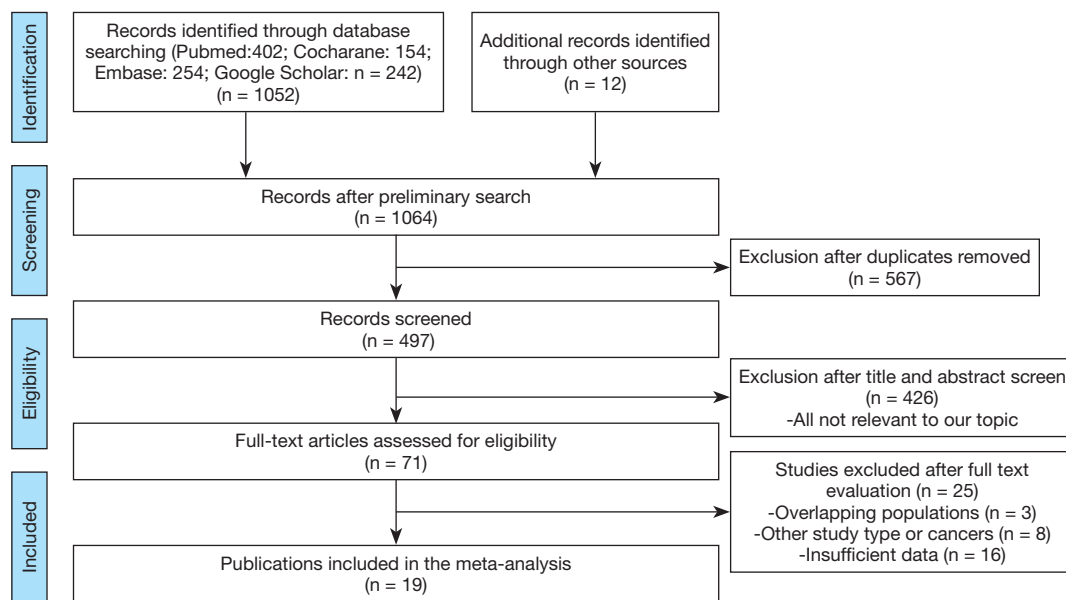 Identification
Records identified through database
searching (Pubmed:402; Cocharane: 154;
Embase: 254; Google Scholar: n = 242)
(n = 1052)
Additional records identified
through other sources
(n = 12)
Screening
Records after preliminary search
(n = 1064)
Exclusion after duplicates removed
(n = 567)
Records screened
(n = 497)
Eligibility
Exclusion after title and abstract screen
(n = 426)
-All not relevant to our topic
Full-text articles assessed for eligibility
(n = 71)
Included
Studies excluded after full text
evaluation (n = 25)
-Overlapping populations (n = 3)
-Other study type or cancers (n = 8)
-Insufficient data (n = 16)
Publications included in the meta-analysis
(n = 19)